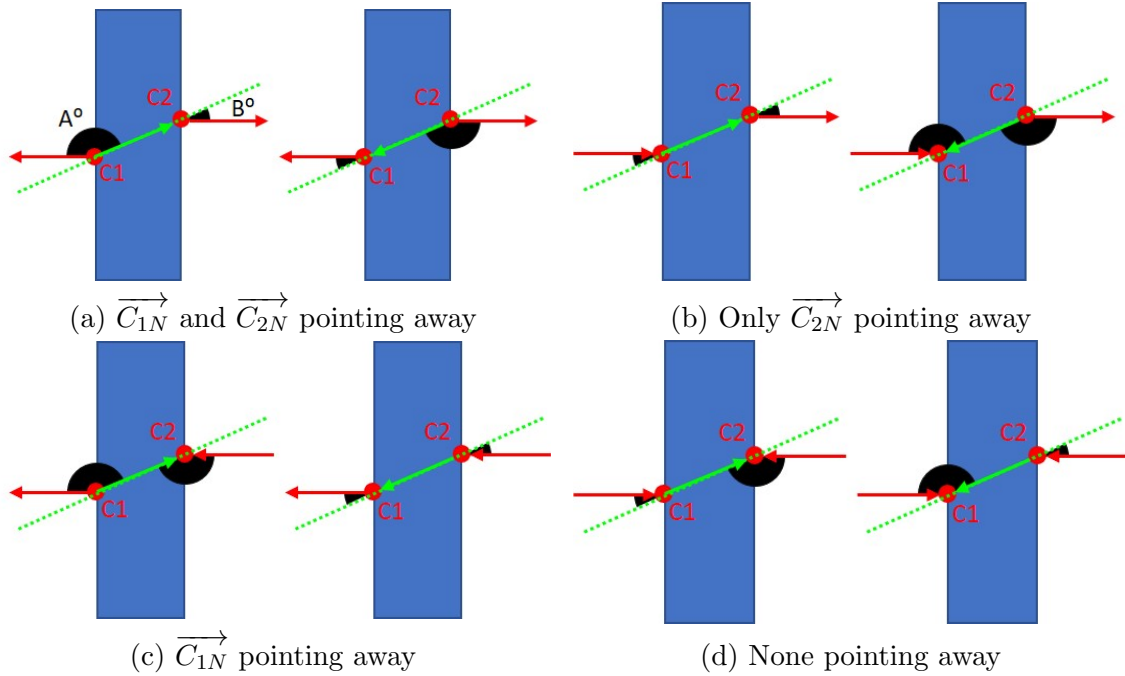 C2
A° B°
C1
C2
C1
C2
C1
C2
C1
(a) $\overrightarrow{C_{1N}}$ and $\overrightarrow{C_{2N}}$ pointing away
(b) Only $\overrightarrow{C_{2N}}$ pointing away
C2
C1
C2
C1
C2
C1
C2
C1
(c) $\overrightarrow{C_{1N}}$ pointing away
(d) None pointing away